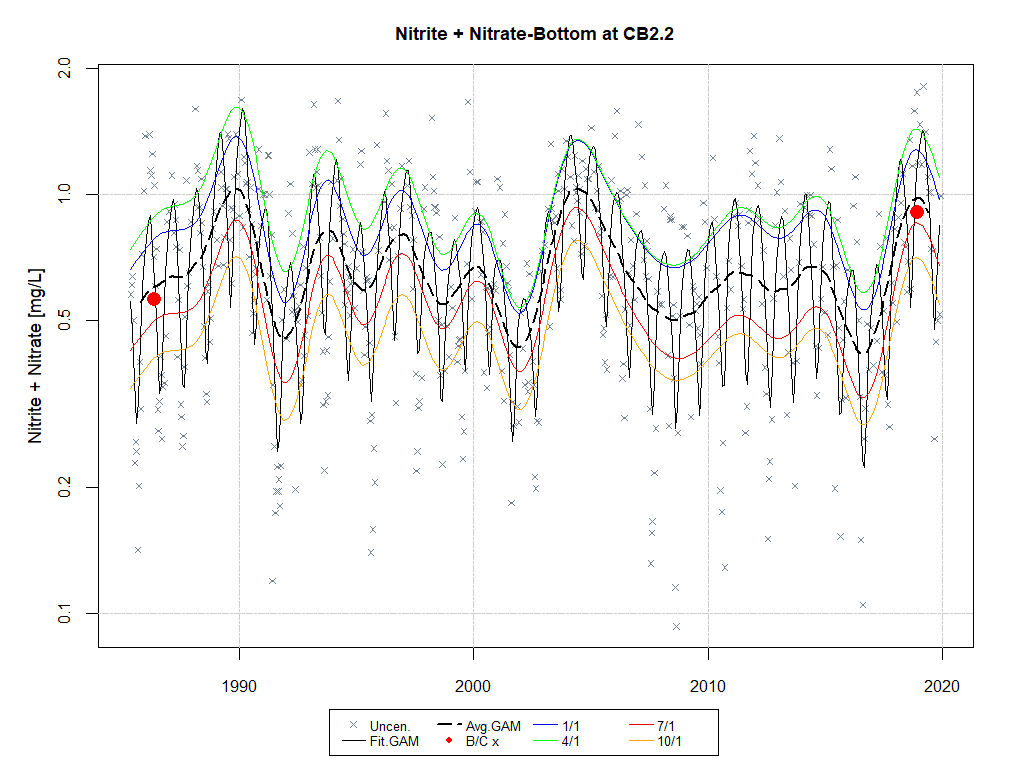 Nitrite + Nitrate-Bottom at CB2.2
Nitrite + Nitrate [mg/L]
2.0
1.0
0.5
0.2
0.1
1990 2000 2010 2020
Uncen. Avg.GAM 1/1 7/1
Fit.GAM B/C x 4/1 10/1